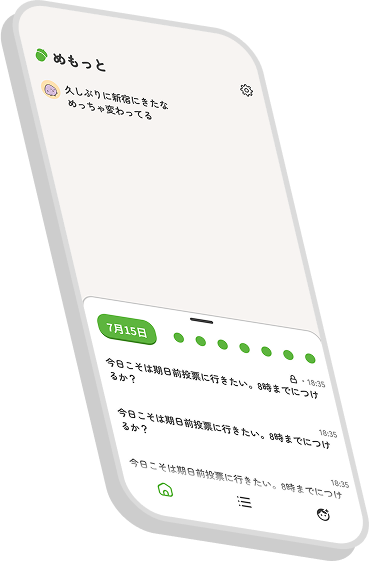 めもっと
久しぶりに新宿にきたな
めっちゃ変わってる
7月15日
・18:35
今日こそは期日前投票に行きたい。8時までにつけ
るか？
18:35
今日こそは期日前投票に行きたい。8時までにつけ
るか？
18:35
今日こそは期日前投票に行きたい。8時までにつけ